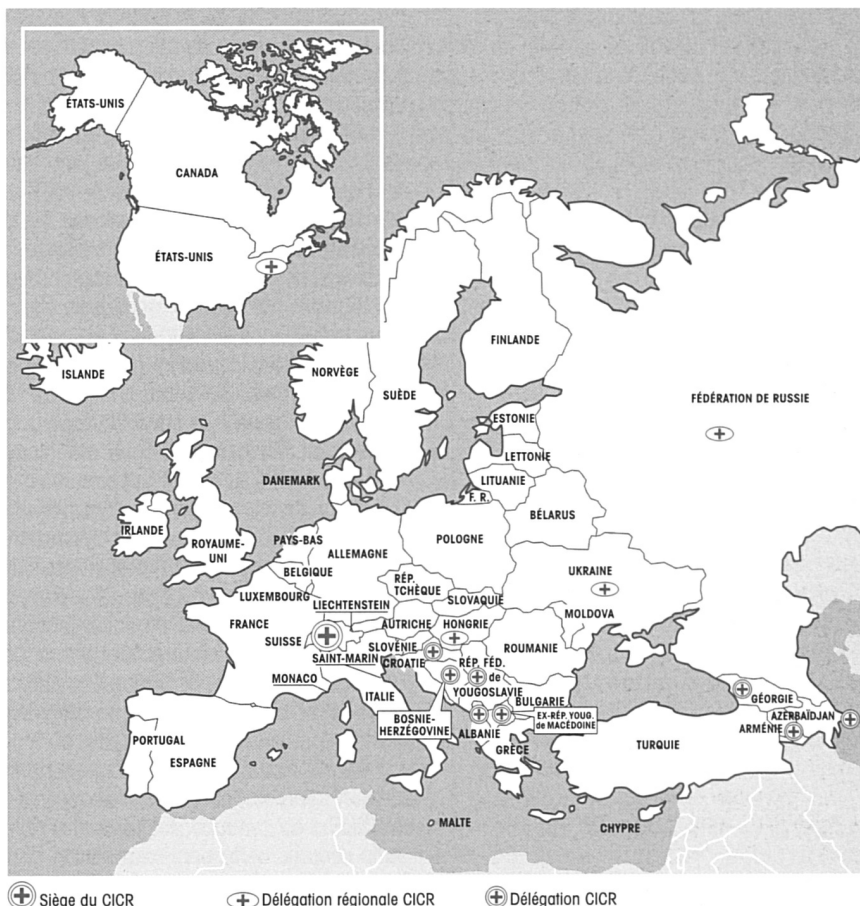 ÉTATS-UNIS
CANADA
ÉTATS-UNIS
ISLANDE
NORVÈGE
SUÈDE
FINLANDE
FÉDÉRATION DE RUSSIE
ESTONIE
LETTONIE
LITUANIE
F. R.
DANEMARK
BÉLARUS
IRLANDE
ROYAUME-
UNI
PAYS-BAS
ALLEMAGNE
POLOGNE
BELGIQUE
RÉP.
TCHÈQUE
UKRAINE
LUXEMBOURG
LIECHTENSTEIN
SLOVAQUIE
MOLDOVA
FRANCE
SUISSE
AUTRICHE
HONGRIE
ROUMANIE
SAINT-MARIN
SLOVÉNIE
CROATIE
RÉP. FÉD.
de
YOUGOSLAVIE
MONACO
ITALIE
BULGARIE
BOSNIE-
HERZÉGOVINE
EX-RÉP. YOUG.
de MACÉDOINE
ALBANIE
GRÈCE
GÉORGIE
AZERBAÏDJAN
ARMÉNIE
PORTUGAL
ESPAGNE
TURQUIE
MALTE
CHYPRE
Siège du CICR
Délégation régionale CICR
Délégation CICR